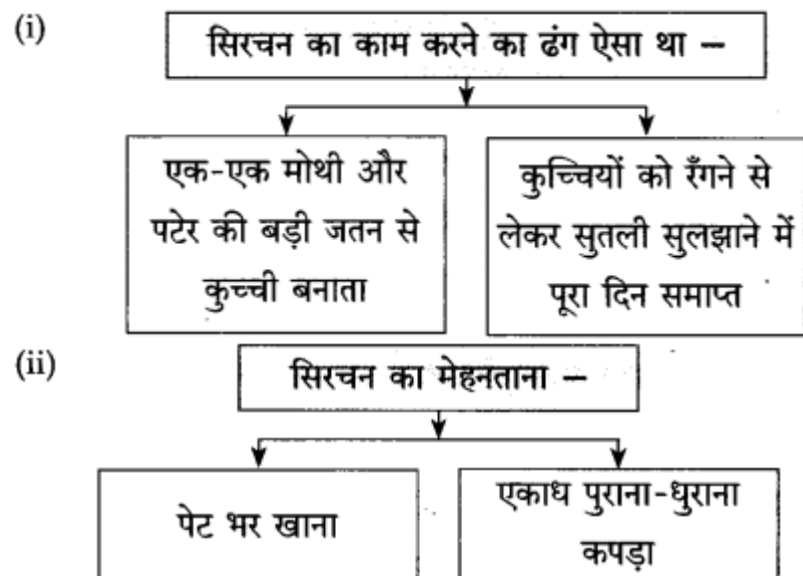 (i)
सिरचन का काम करने का ढंग ऐसा था –
एक-एक मोथी और
पटेर की बड़ी जतन से
कुच्ची बनाता
कुच्चियों को रँगने से
लेकर सुतली सुलझाने में
पूरा दिन समाप्त
(ii)
सिरचन का मेहनताना –
पेट भर खाना
एकाध पुराना-धुराना
कपड़ा